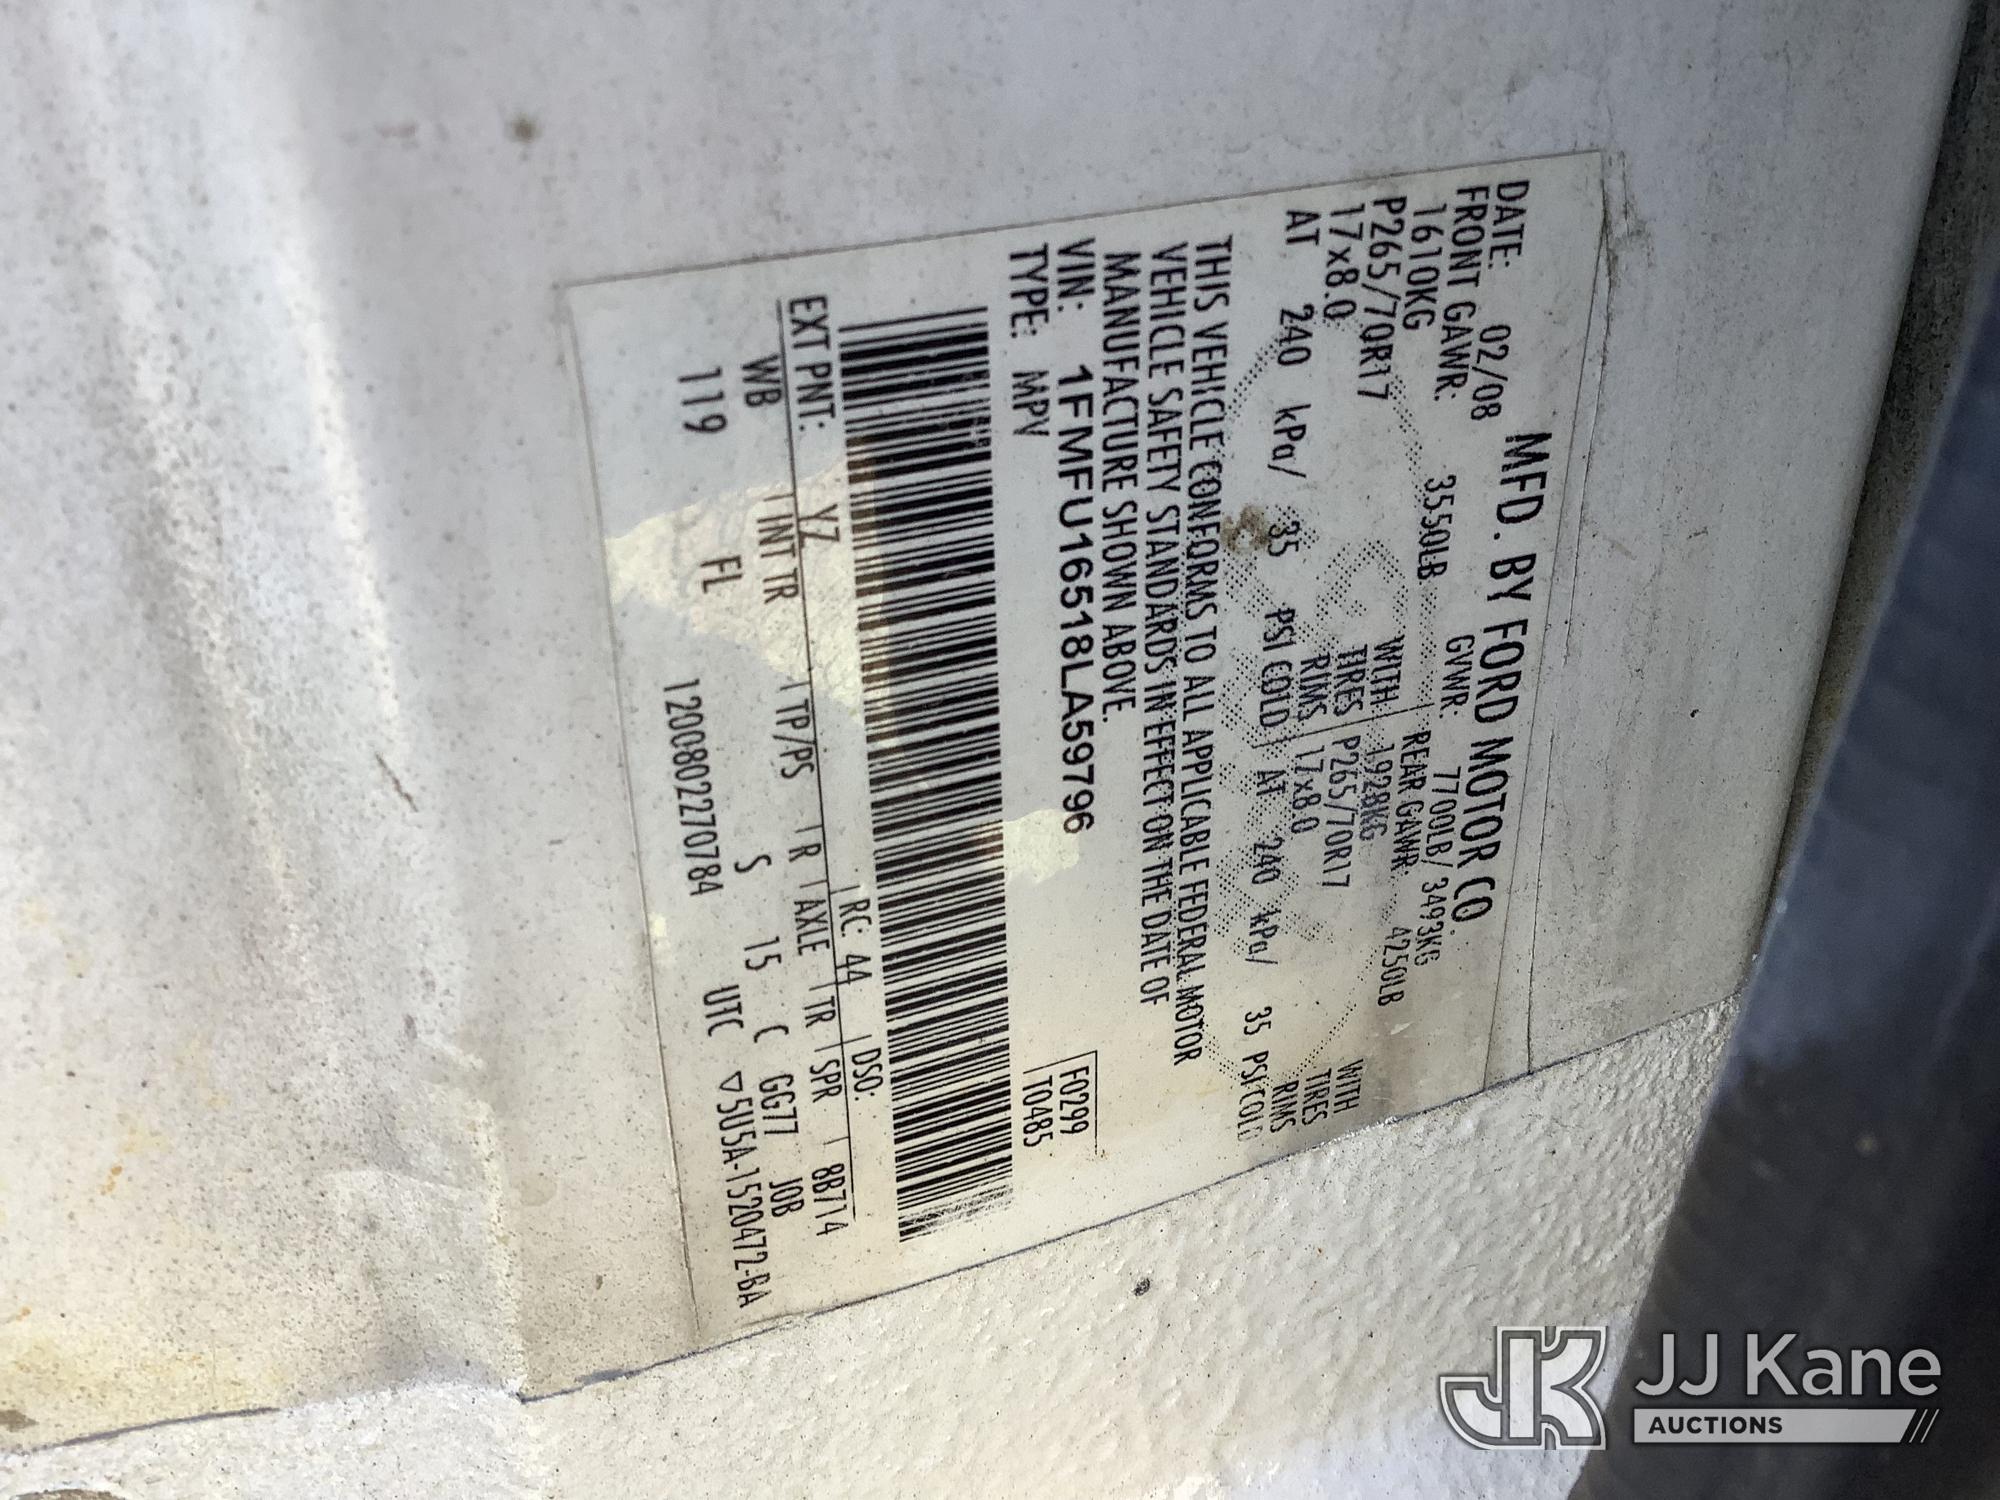 MFD. BY FORD MOTOR CO.
DATE: 02/08 GVWR: 7700LB/ 3493KG
FRONT GAWR: 3550LB REAR GAWR: 4250LB
1610KG WITH 1928KG WITH
P265/70R17 TIRES P265/70R17 TIRES
17x8.0 RIMS 17x8.0 RIMS
AT 240 kPa/ 35 PSI COLD AT 240 kPa/ 35 PSI COLD
THIS VEHICLE CONFORMS TO ALL APPLICABLE FEDERAL MOTOR
VEHICLE SAFETY STANDARDS IN EFFECT ON THE DATE OF
MANUFACTURE SHOWN ABOVE.
VIN: 1FMFU16518LA59796 F0299
TYPE: MPV T0485
EXT PNT: YZ RC: 44 DSO:
WB INT TR TP/PS R AXLE TR SPR 8B714
119 FL S 15 C GG77 JOB
1200802270784 UTC ▽5U5A-1520472-BA
JK JJ Kane
AUCTIONS